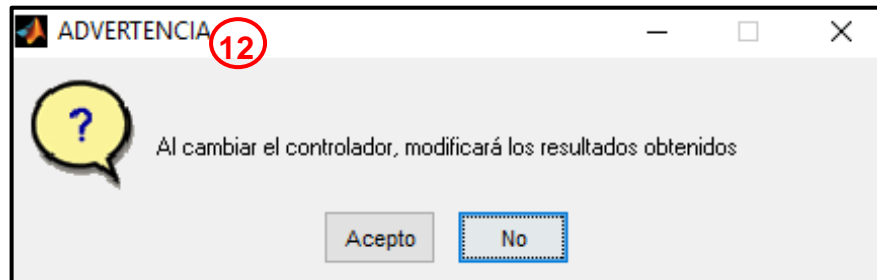 ADVERTENCIA
12
?
Al cambiar el controlador, modificará los resultados obtenidos
Acepto No